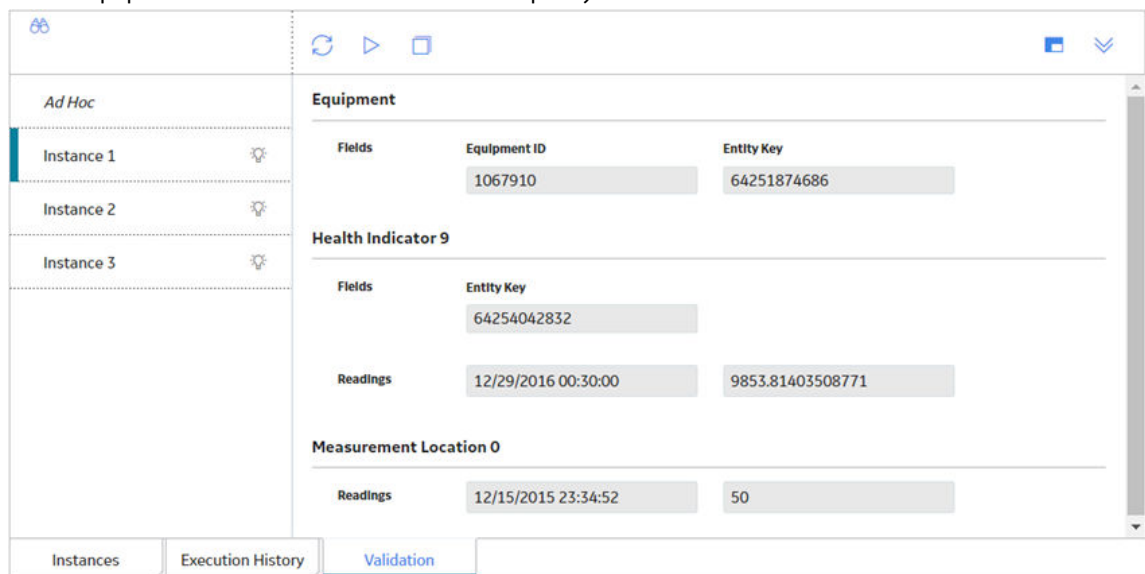 Ad Hoc
Instance 1
Instance 2
Instance 3
Equipment
Fields Equipment ID Entity Key
1067910 64251874686
Health Indicator 9
Fields Entity Key
64254042832
Readings 12/29/2016 00:30:00 9853.81403508771
Measurement Location 0
Readings 12/15/2015 23:34:52 50
Instances Execution History Validation